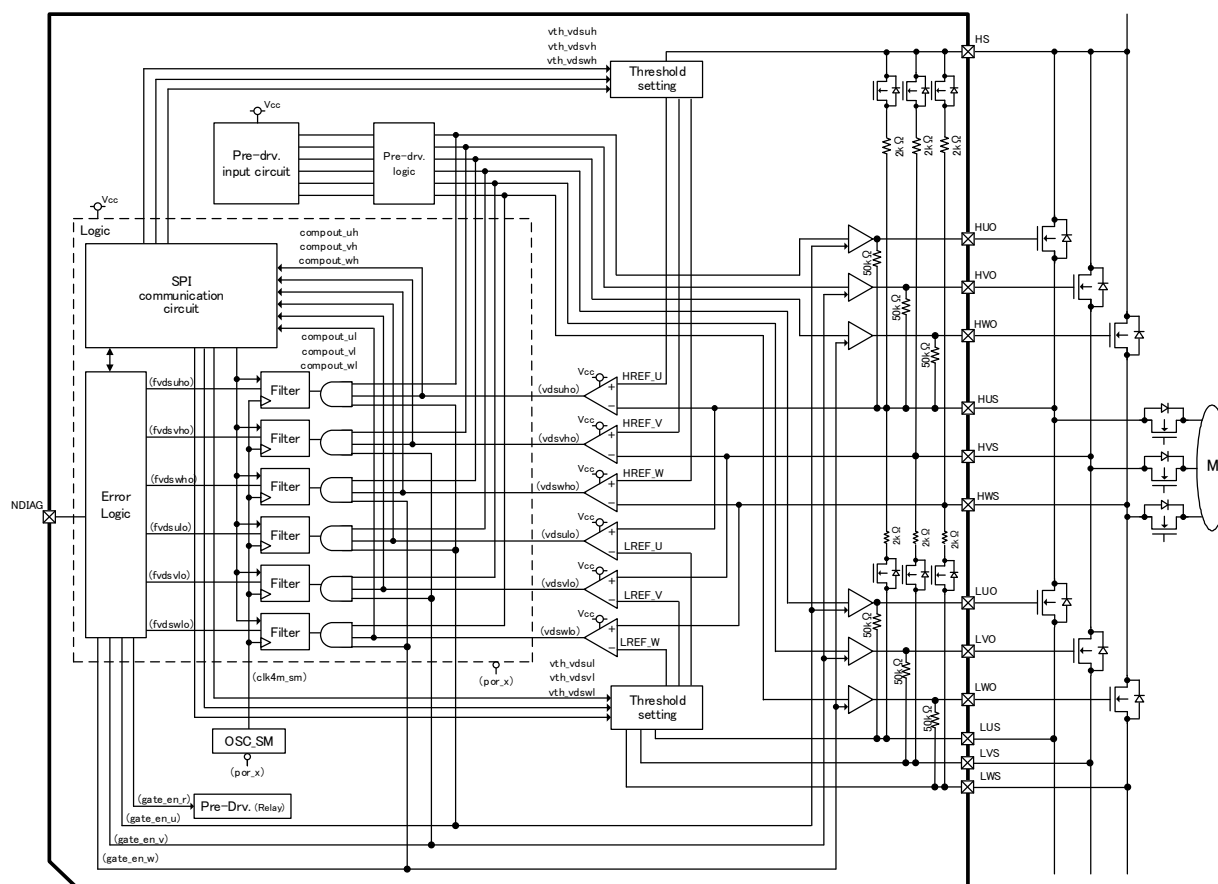 vth_vdsuh
vth_vdsvh
vth_vdswh
Threshold
setting
HS
2kΩ
2kΩ
2kΩ
Vcc
Pre-drv.
input circuit
Pre-drv.
logic
Vcc
Logic
SPI
communication
circuit
compout_uh
compout_vh
compout_wh
compout_ul
compout_vl
compout_wl
50kΩ
HUO
50kΩ
HVO
50kΩ
HWO
Error
Logic
NDIAG
(fvdsuho)
Filter
(vdsuho)
Vcc
+
−
HREF_U
HUS
(fvdsvho)
Filter
(vdsvho)
Vcc
+
−
HREF_V
HVS
(fvdswho)
Filter
(vdswho)
Vcc
+
−
HREF_W
HWS
M
(fvdsulo)
Filter
(vdsulo)
Vcc
+
−
LREF_U
2kΩ
2kΩ
2kΩ
(fvdsvlo)
Filter
(vdsvlo)
Vcc
+
−
LREF_V
LUO
50kΩ
(fvdswlo)
Filter
(vdswlo)
Vcc
+
−
LREF_W
LVO
50kΩ
(clk4m_sm)
(por_x)
vth_vdsul
vth_vdsvl
vth_vdswl
Threshold
setting
LWO
50kΩ
OSC_SM
(por_x)
LUS
LVS
LWS
(gate_en_r)
Pre-Drv. (Relay)
(gate_en_u)
(gate_en_v)
(gate_en_w)